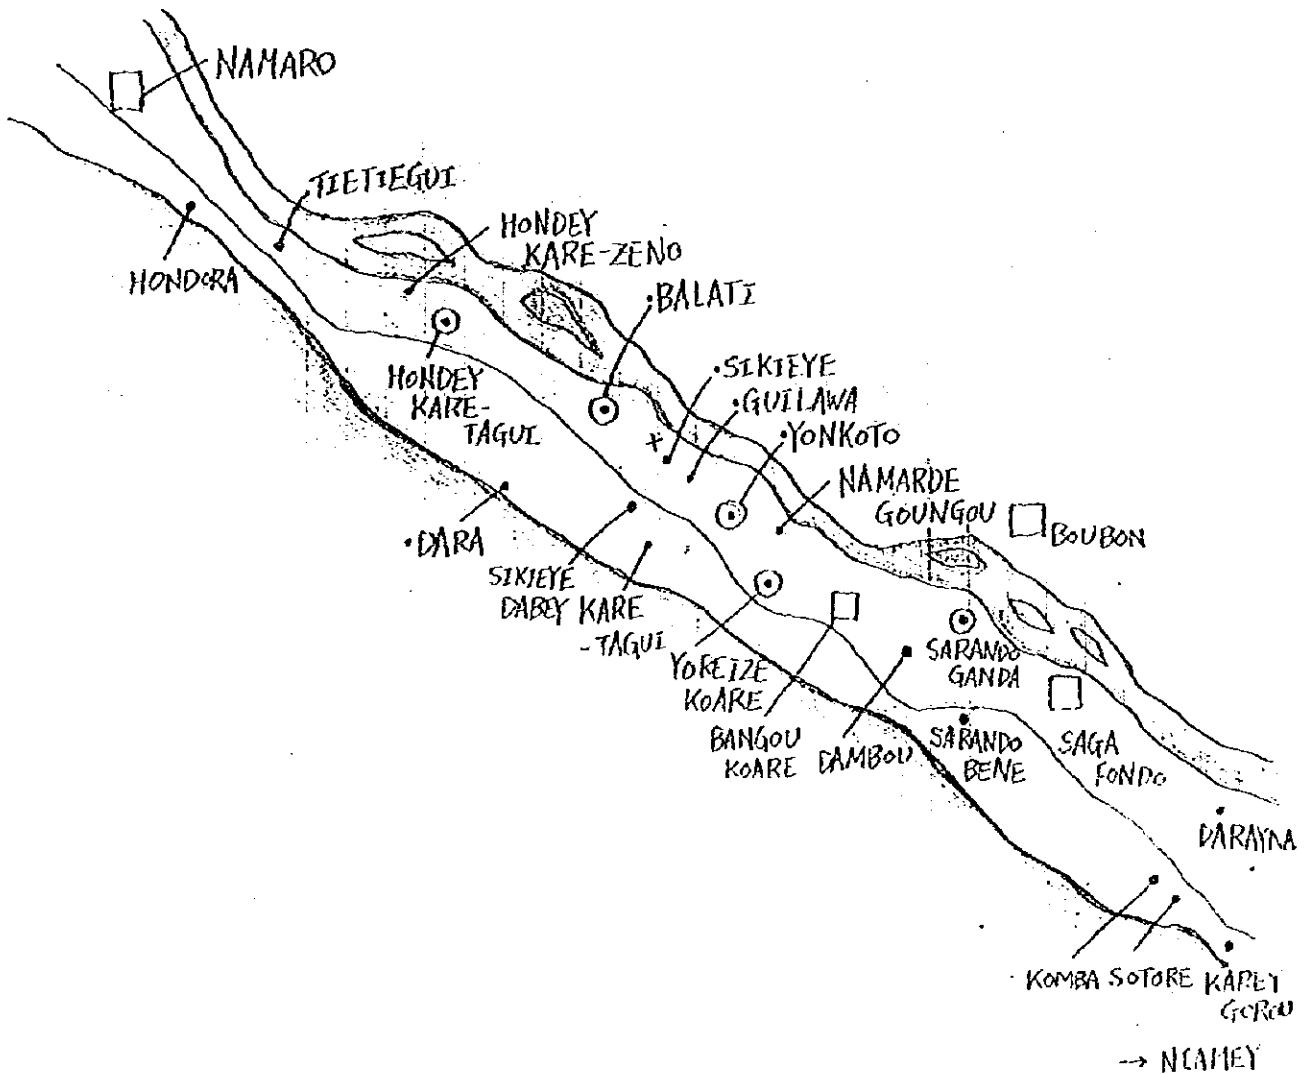 NAMARO
TIETIEGUI
HONDEY
KARE-ZENO
HONDORA
BALATI
SIKIEYE
GUILAWA
HONDEY
KARE-
TAGUI
YONKOTO
NAMARDE
GOUNGOU
BOUBON
DARA
SIKIEYE
DABEY KARE
-TAGUI
YOREIZE
KOARE
SARANDO
GANDA
BANGOU
KOARE
DAMBOU
SARANDO
BENE
SAGA
FONDO
DARAYNA
KOMBA
SOTORE
KAREY
GOROU
→ NIAMEY